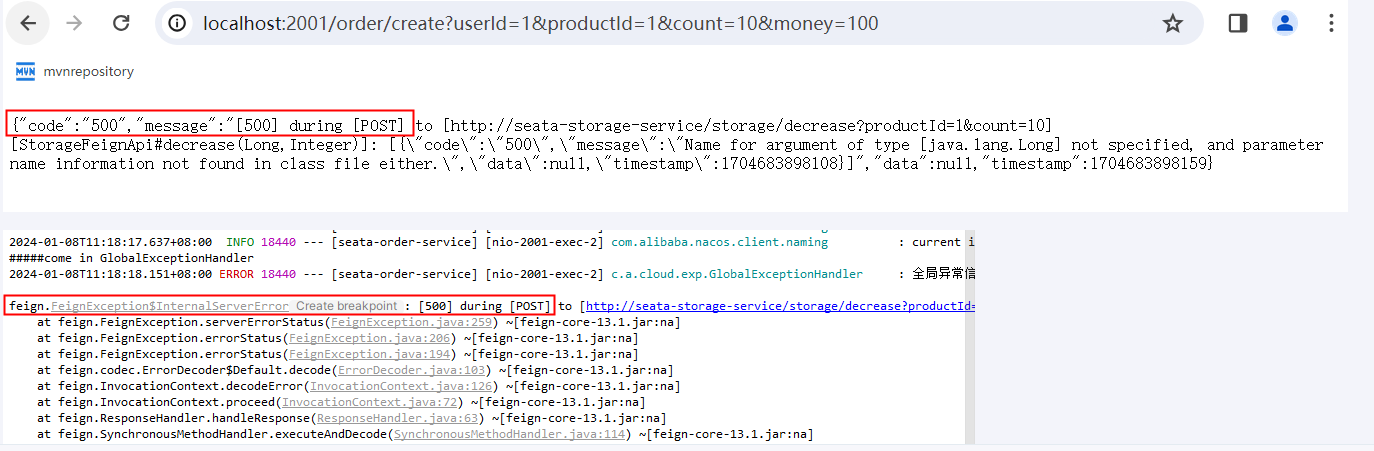 localhost:2001/order/create?userId=1&productId=1&count=10&money=100
MVN mvnrepository
{"code":"500","message":"[500] during [POST] to [http://seata-storage-service/storage/decrease?productId=1&count=10]
[StorageFeignApi#decrease(Long,Integer)]: [{\"code\":\"500\",\"message\":\"Name for argument of type [java.lang.Long] not specified, and parameter
name information not found in class file either.\",\"data\":null,\"timestamp\":1704683898108}]","data":null,"timestamp":1704683898159}
2024-01-08T11:18:17.637+08:00  INFO 18440 --- [seata-order-service] [nio-2001-exec-2] com.alibaba.nacos.client.naming          : current i
#####come in GlobalExceptionHandler
2024-01-08T11:18:18.151+08:00 ERROR 18440 --- [seata-order-service] [nio-2001-exec-2] c.a.cloud.exp.GlobalExceptionHandler     : 全局异常信
feign.FeignException$InternalServerError Create breakpoint : [500] during [POST] to [http://seata-storage-service/storage/decrease?productId=
    at feign.FeignException.serverErrorStatus(FeignException.java:259) ~[feign-core-13.1.jar:na]
    at feign.FeignException.errorStatus(FeignException.java:206) ~[feign-core-13.1.jar:na]
    at feign.FeignException.errorStatus(FeignException.java:194) ~[feign-core-13.1.jar:na]
    at feign.codec.ErrorDecoder$Default.decode(ErrorDecoder.java:103) ~[feign-core-13.1.jar:na]
    at feign.InvocationContext.decodeError(InvocationContext.java:126) ~[feign-core-13.1.jar:na]
    at feign.InvocationContext.proceed(InvocationContext.java:72) ~[feign-core-13.1.jar:na]
    at feign.ResponseHandler.handleResponse(ResponseHandler.java:63) ~[feign-core-13.1.jar:na]
    at feign.SynchronousMethodHandler.executeAndDecode(SynchronousMethodHandler.java:114) ~[feign-core-13.1.jar:na]